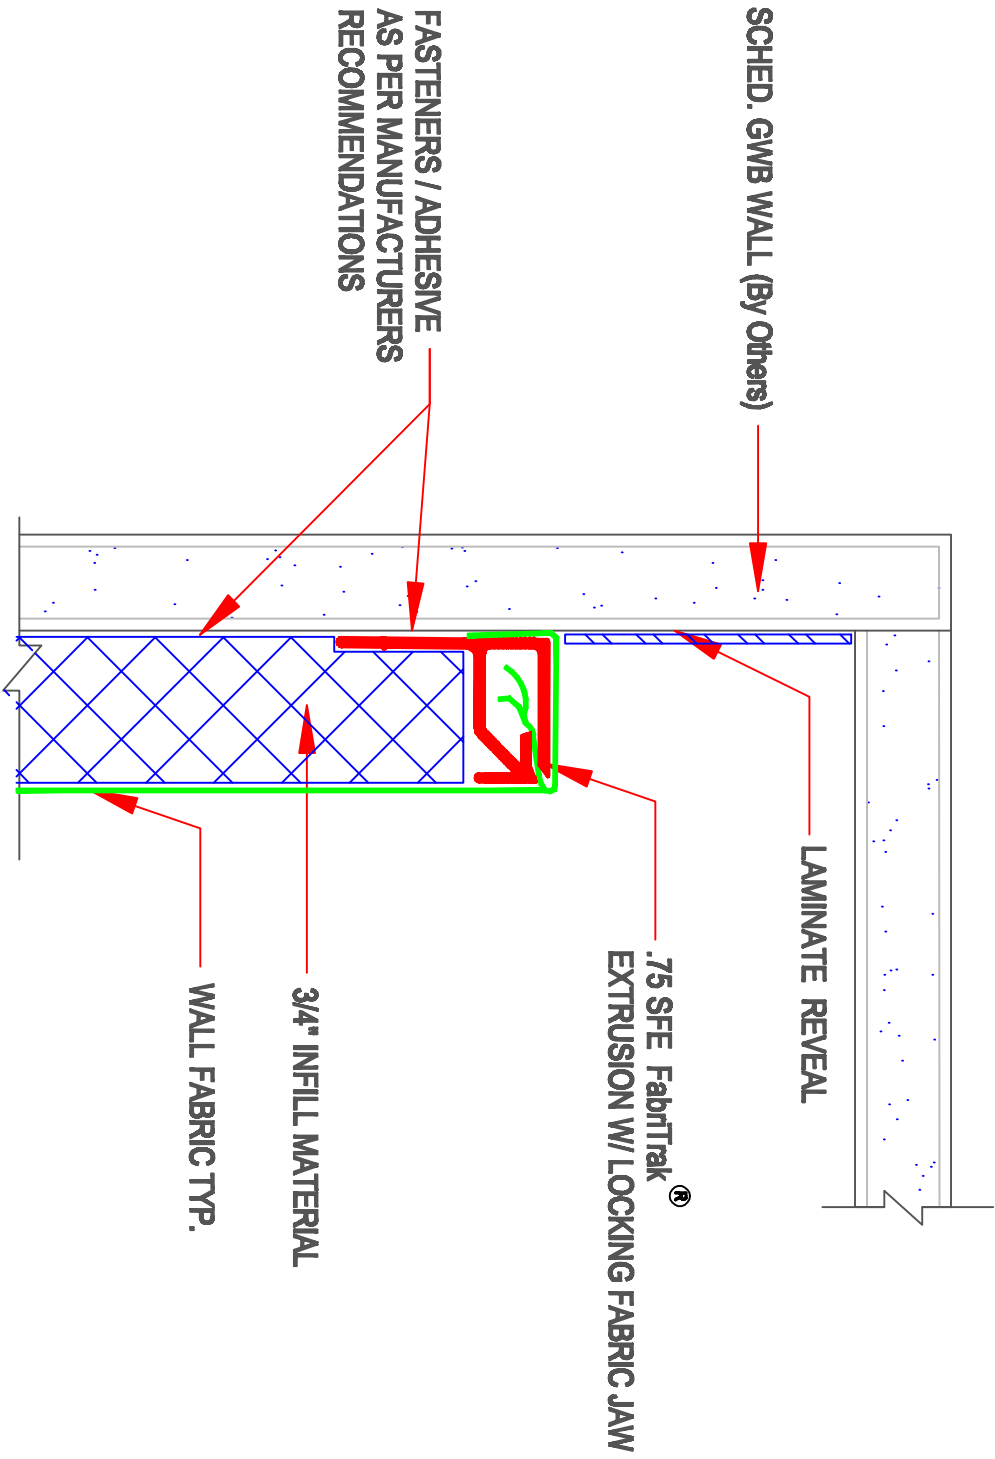 SCHED. GWB WALL (By Others)
LAMINATE REVEAL
.75 SFE FabriTrak ®
EXTRUSION W/ LOCKING FABRIC JAW
FASTENERS / ADHESIVE
AS PER MANUFACTURERS
RECOMMENDATIONS
3/4" INFILL MATERIAL
WALL FABRIC TYP.